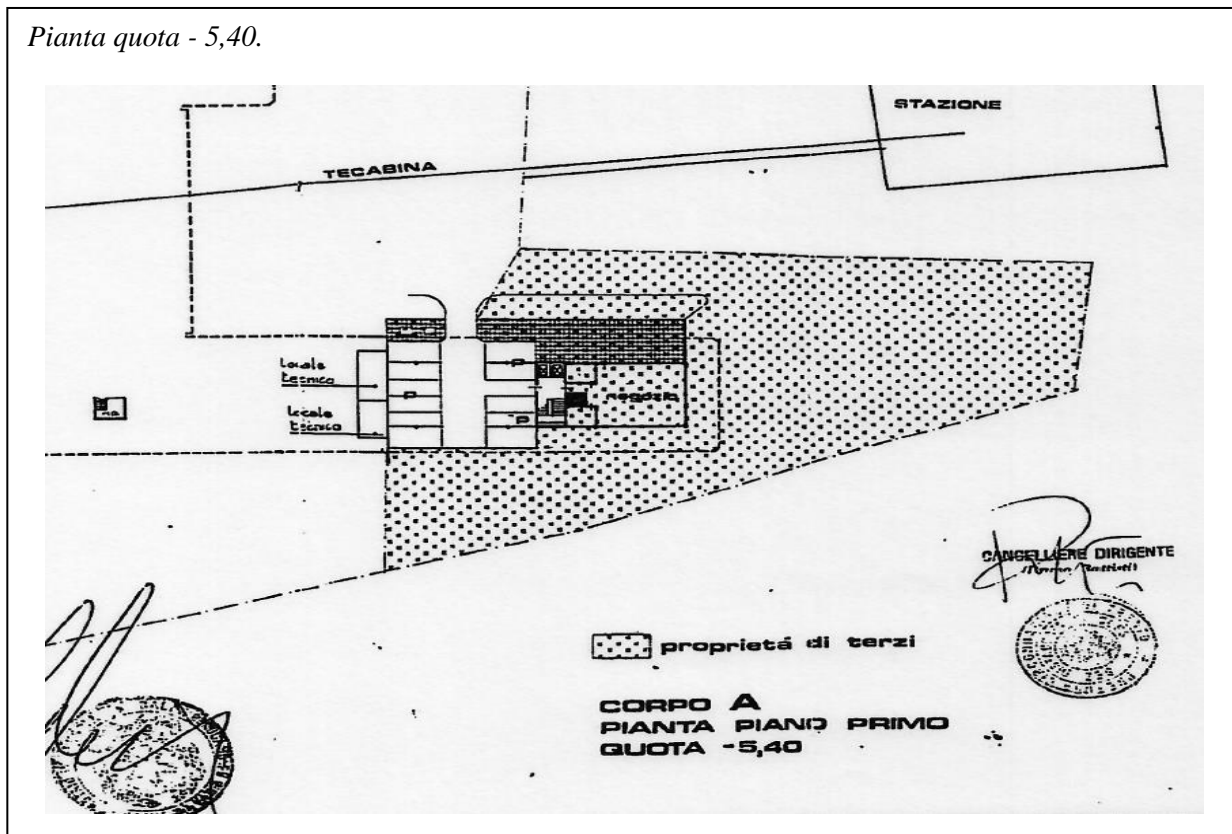 Pianta quota - 5,40.
STAZIONE
TECABINA
locale
tecnico
locale
tecnico
P
P
P
negozio
CANCELLIERE DIRIGENTE
proprietá di terzi
CORPO A
PIANTA PIANO PRIMO
QUOTA -5,40